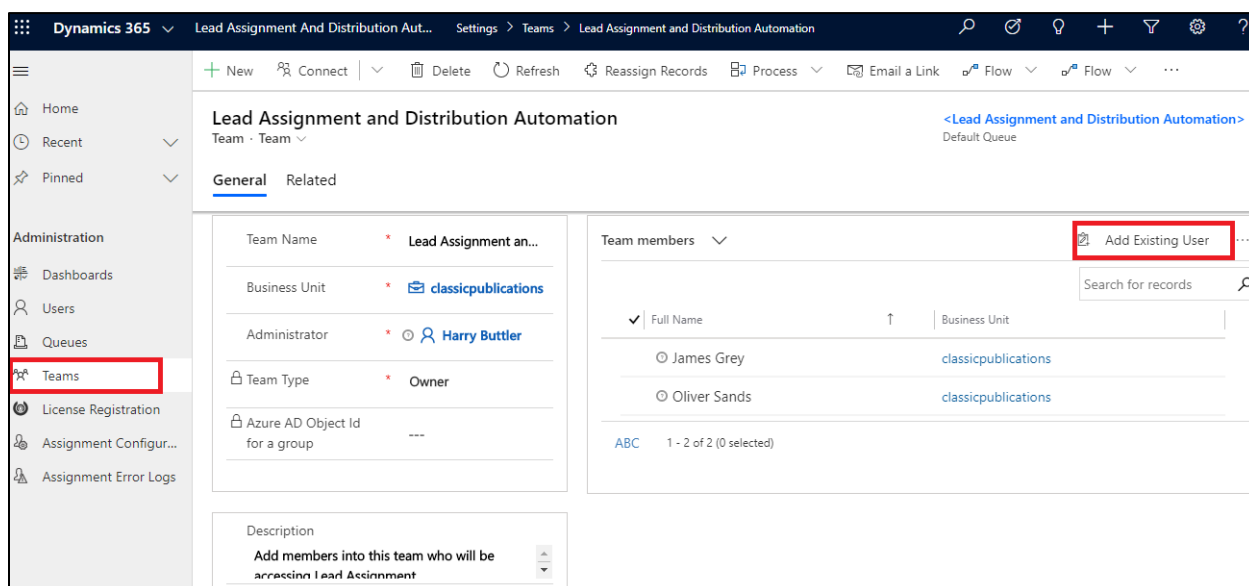 Dynamics 365 Lead Assignment And Distribution Aut... Settings > Teams > Lead Assignment and Distribution Automation
New Connect Delete Refresh Reassign Records Process Email a Link Flow Flow ...
Home
Recent
Pinned
Administration
Dashboards
Users
Queues
Teams
License Registration
Assignment Configur...
Assignment Error Logs
Lead Assignment and Distribution Automation
Team · Team
<Lead Assignment and Distribution Automation>
Default Queue
General Related
Team Name * Lead Assignment an...
Business Unit * classicpublications
Administrator * Harry Buttler
Team Type * Owner
Azure AD Object Id
for a group ---
Description
Add members into this team who will be
accessing Lead Assignment
Team members Add Existing User ...
Search for records
Full Name ↑ Business Unit
James Grey classicpublications
Oliver Sands classicpublications
ABC 1 - 2 of 2 (0 selected)